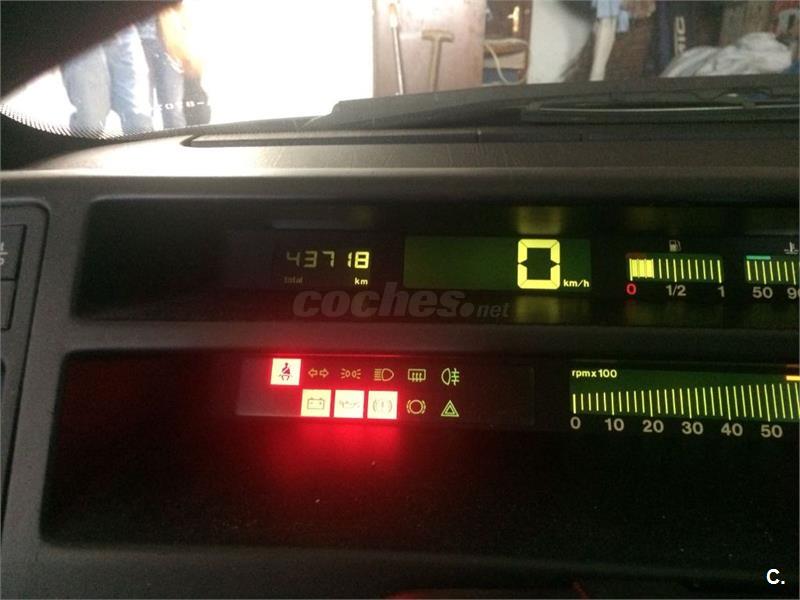 43718
total km
0 km/h
0 1/2 1
50 90
coches.net
rpm x 100
0 10 20 30 40 50
C.